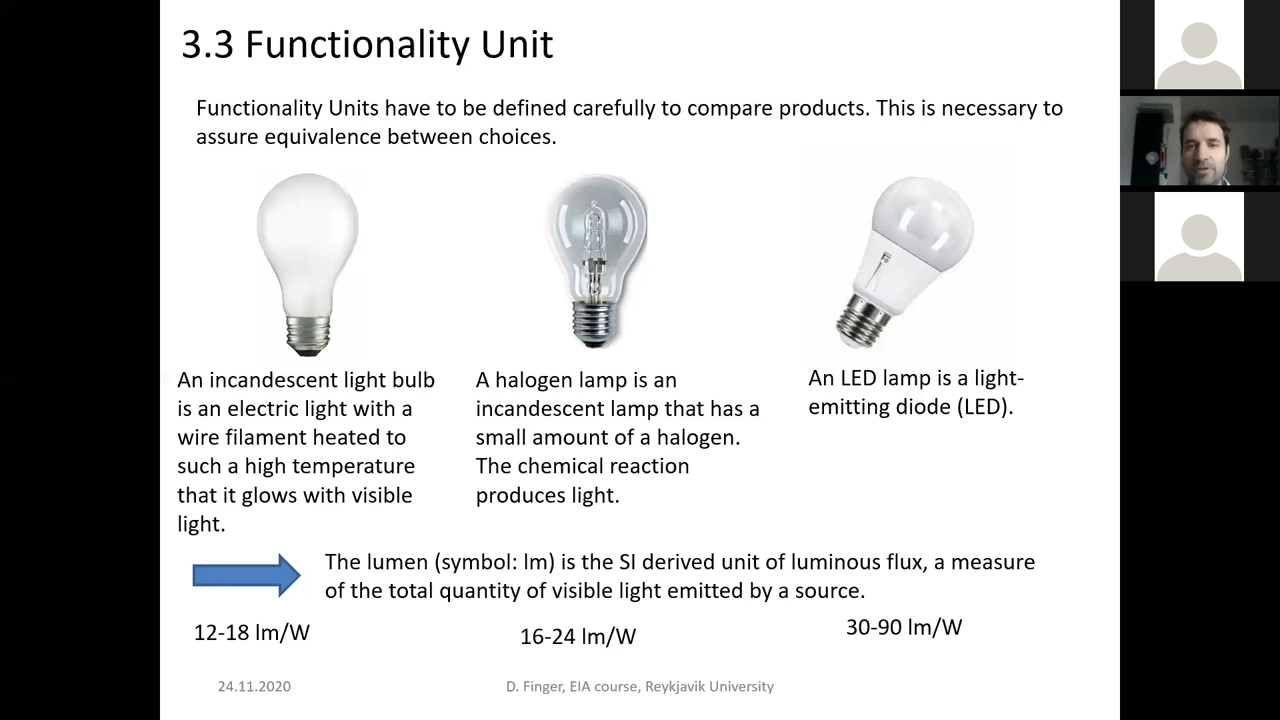 3.3 Functionality Unit
Functionality Units have to be defined carefully to compare products. This is necessary to
assure equivalence between choices.
An incandescent light bulb
is an electric light with a
wire filament heated to
such a high temperature
that it glows with visible
light.
A halogen lamp is an
incandescent lamp that has a
small amount of a halogen.
The chemical reaction
produces light.
An LED lamp is a light-
emitting diode (LED).
The lumen (symbol: lm) is the SI derived unit of luminous flux, a measure
of the total quantity of visible light emitted by a source.
12-18 lm/W
16-24 lm/W
30-90 lm/W
24.11.2020
D. Finger, EIA course, Reykjavik University